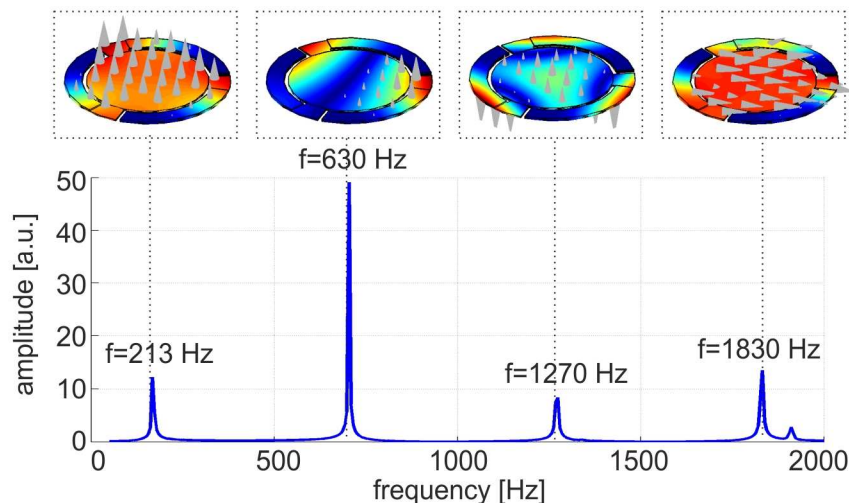 f=630 Hz
50
amplitude [a.u.]
40
30
20
f=213 Hz
f=1830 Hz
f=1270 Hz
10
0
0
500
1000
1500
2000
frequency [Hz]